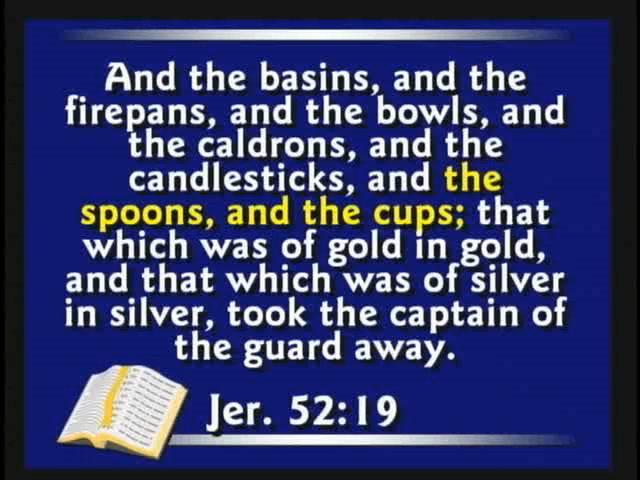 And the basins, and the
firepans, and the bowls, and
the caldrons, and the
candlesticks, and the
spoons, and the cups; that
which was of gold in gold,
and that which was of silver
in silver, took the captain of
the guard away.
Jer. 52:19